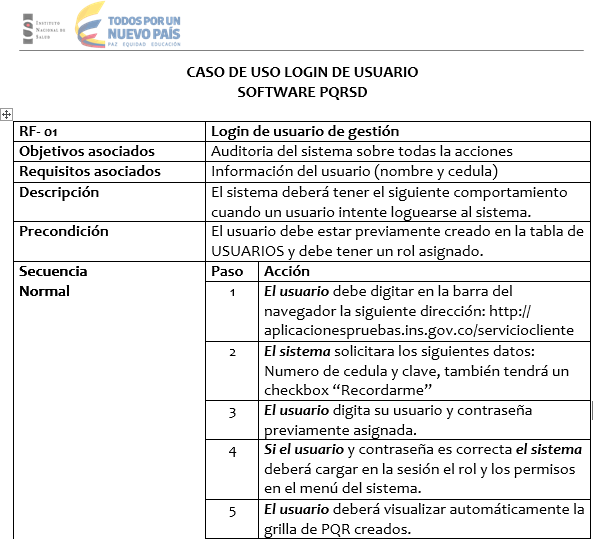 INSTITUTO
NACIONAL DE
SALUD
TODOS POR UN
NUEVO PAÍS
PAZ EQUIDAD EDUCACIÓN
CASO DE USO LOGIN DE USUARIO
SOFTWARE PQRSD
RF- 01 Login de usuario de gestión
Objetivos asociados Auditoria del sistema sobre todas la acciones
Requisitos asociados Información del usuario (nombre y cedula)
Descripción El sistema deberá tener el siguiente comportamiento
cuando un usuario intente loguearse al sistema.
Precondición El usuario debe estar previamente creado en la tabla de
USUARIOS y debe tener un rol asignado.
Secuencia Paso Acción
Normal 1 El usuario debe digitar en la barra del
navegador la siguiente dirección: http://
aplicacionespruebas.ins.gov.co/serviciocliente
2 El sistema solicitara los siguientes datos:
Numero de cedula y clave, también tendrá un
checkbox “Recordarme”
3 El usuario digita su usuario y contraseña
previamente asignada.
4 Si el usuario y contraseña es correcta el sistema
deberá cargar en la sesión el rol y los permisos
en el menú del sistema.
5 El usuario deberá visualizar automáticamente la
grilla de PQR creados.